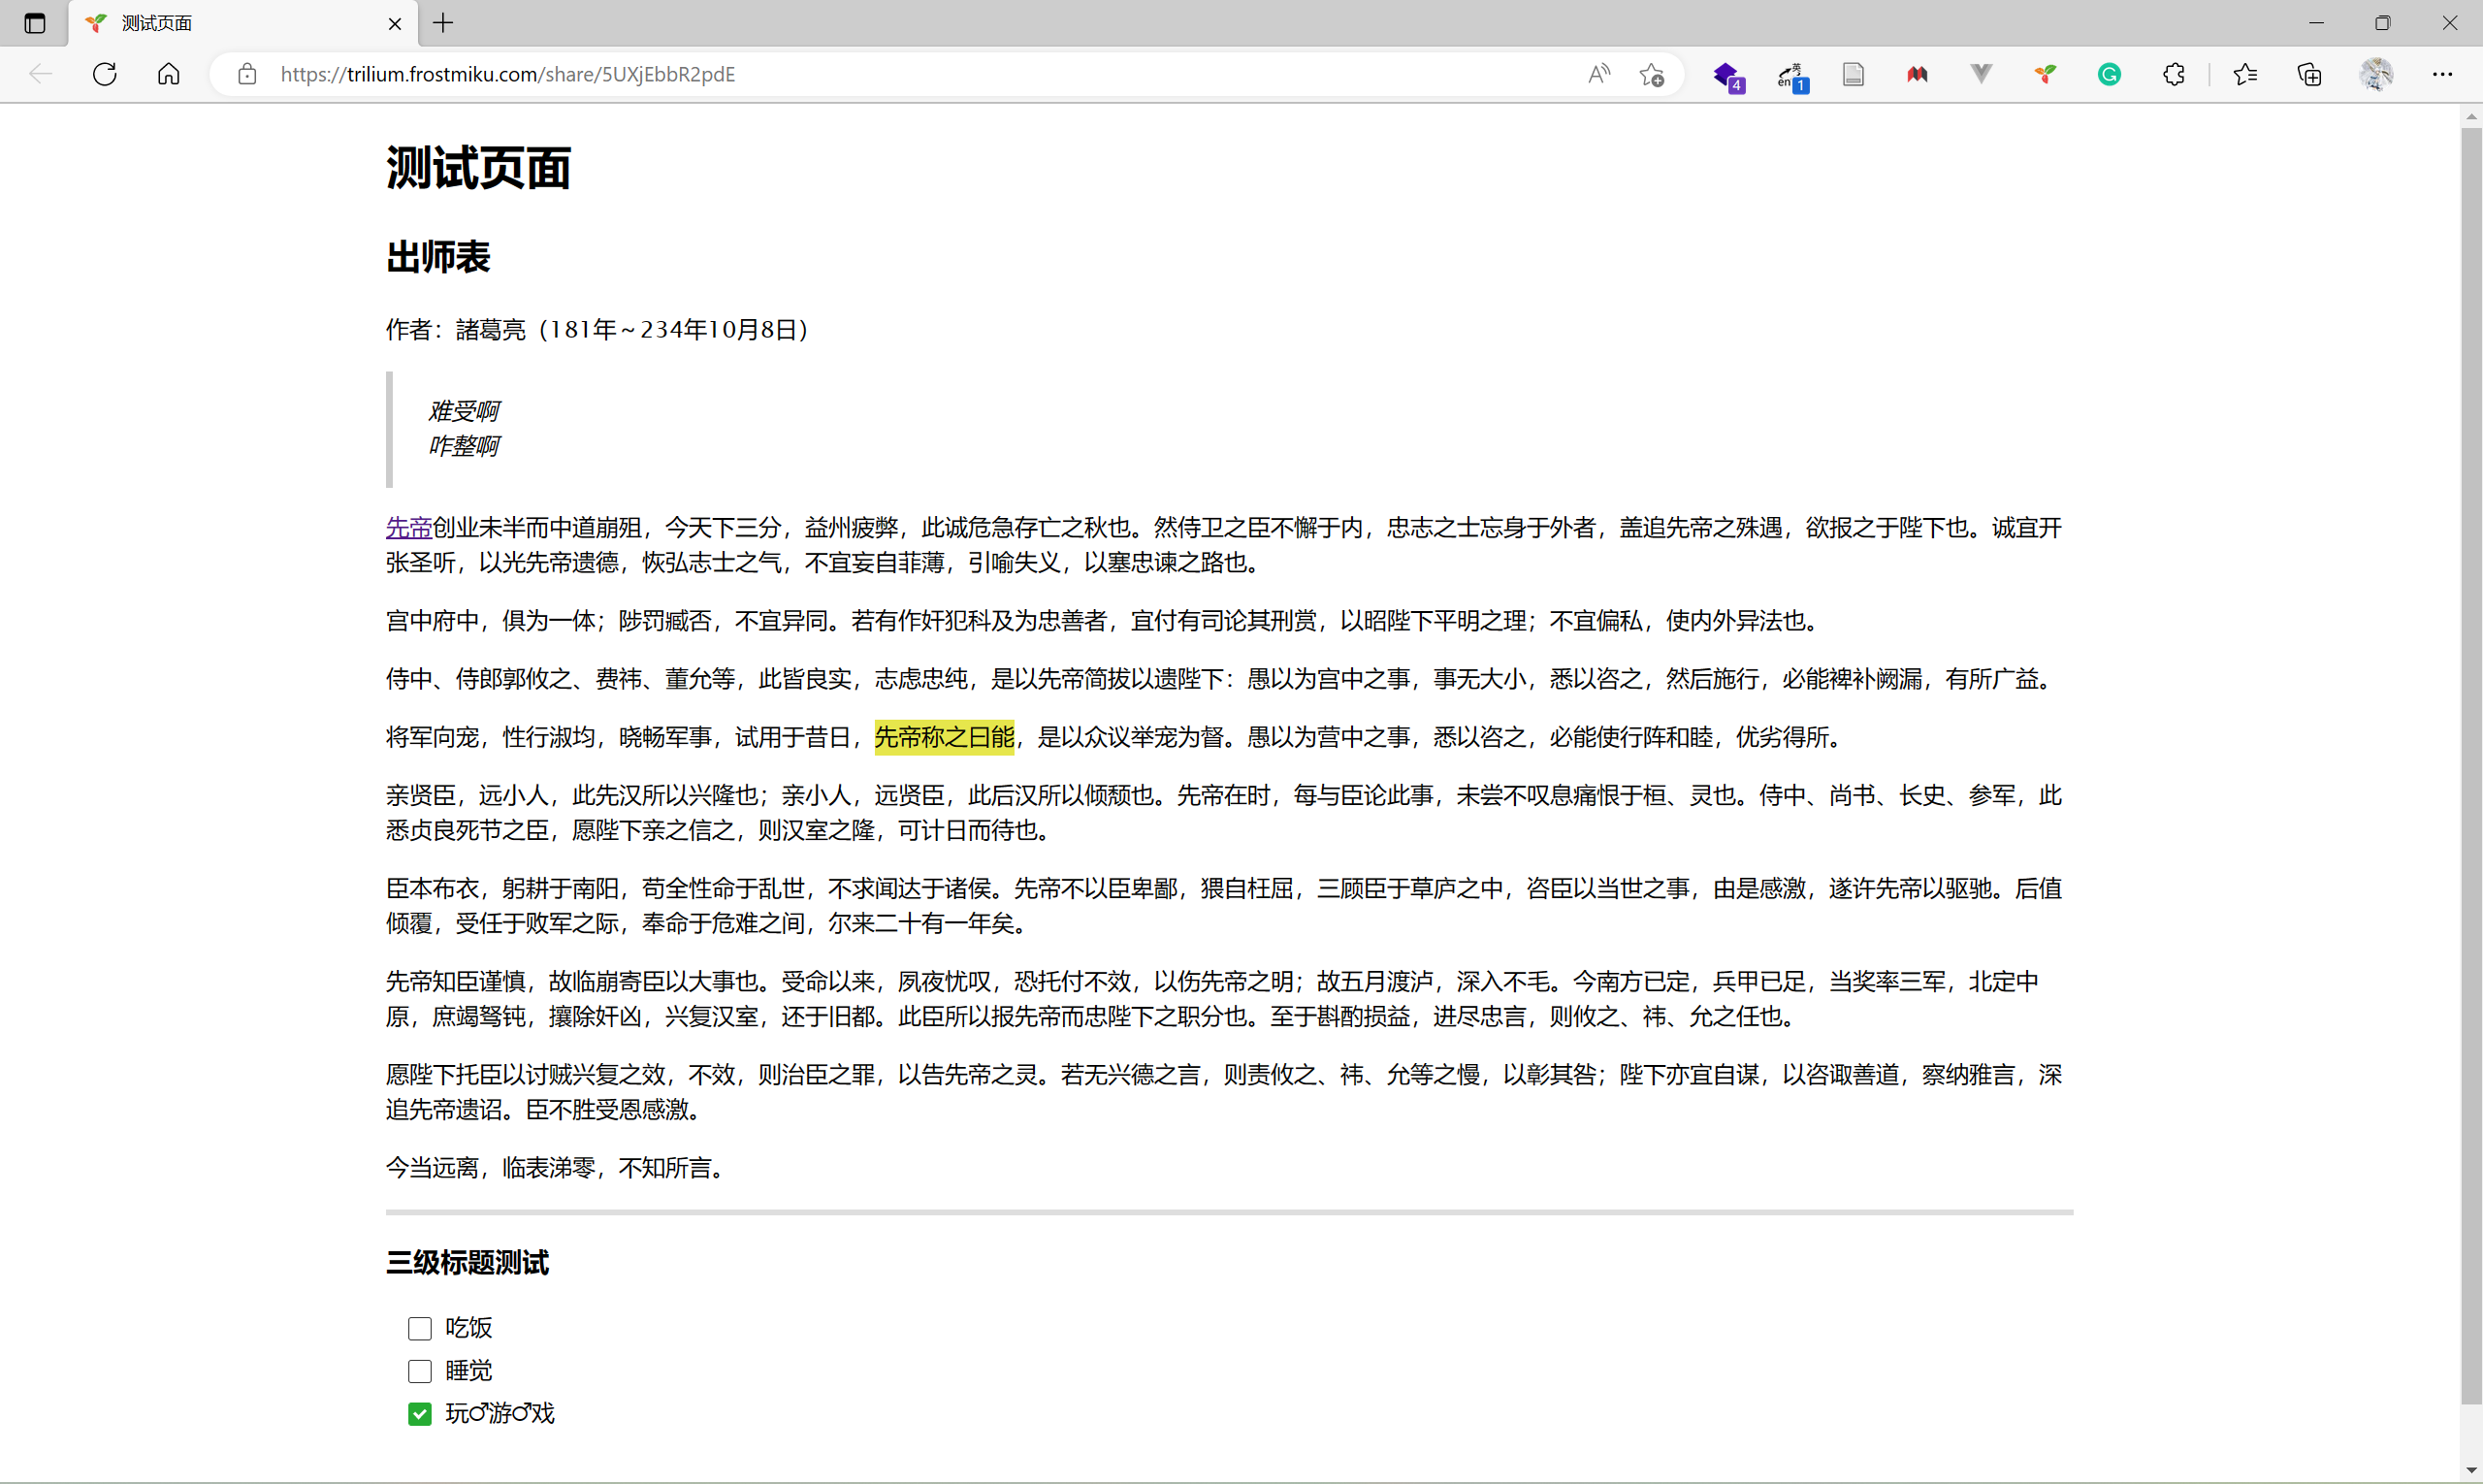 测试页面
https://trilium.frostmiku.com/share/5UXjEbbR2pdE
4
英
en
1
测试页面
出师表
作者：諸葛亮（181年～234年10月8日）
难受啊
咋整啊
先帝创业未半而中道崩殂，今天下三分，益州疲弊，此诚危急存亡之秋也。然侍卫之臣不懈于内，忠志之士忘身于外者，盖追先帝之殊遇，欲报之于陛下也。诚宜开
张圣听，以光先帝遗德，恢弘志士之气，不宜妄自菲薄，引喻失义，以塞忠谏之路也。
宫中府中，俱为一体；陟罚臧否，不宜异同。若有作奸犯科及为忠善者，宜付有司论其刑赏，以昭陛下平明之理；不宜偏私，使内外异法也。
侍中、侍郎郭攸之、费祎、董允等，此皆良实，志虑忠纯，是以先帝简拔以遗陛下：愚以为宫中之事，事无大小，悉以咨之，然后施行，必能裨补阙漏，有所广益。
将军向宠，性行淑均，晓畅军事，试用于昔日，先帝称之曰能，是以众议举宠为督。愚以为营中之事，悉以咨之，必能使行阵和睦，优劣得所。
亲贤臣，远小人，此先汉所以兴隆也；亲小人，远贤臣，此后汉所以倾颓也。先帝在时，每与臣论此事，未尝不叹息痛恨于桓、灵也。侍中、尚书、长史、参军，此
悉贞良死节之臣，愿陛下亲之信之，则汉室之隆，可计日而待也。
臣本布衣，躬耕于南阳，苟全性命于乱世，不求闻达于诸侯。先帝不以臣卑鄙，猥自枉屈，三顾臣于草庐之中，咨臣以当世之事，由是感激，遂许先帝以驱驰。后值
倾覆，受任于败军之际，奉命于危难之间，尔来二十有一年矣。
先帝知臣谨慎，故临崩寄臣以大事也。受命以来，夙夜忧叹，恐托付不效，以伤先帝之明；故五月渡泸，深入不毛。今南方已定，兵甲已足，当奖率三军，北定中
原，庶竭驽钝，攘除奸凶，兴复汉室，还于旧都。此臣所以报先帝而忠陛下之职分也。至于斟酌损益，进尽忠言，则攸之、祎、允之任也。
愿陛下托臣以讨贼兴复之效，不效，则治臣之罪，以告先帝之灵。若无兴德之言，则责攸之、祎、允等之慢，以彰其咎；陛下亦宜自谋，以咨诹善道，察纳雅言，深
追先帝遗诏。臣不胜受恩感激。
今当远离，临表涕零，不知所言。
三级标题测试
吃饭
睡觉
玩♂游♂戏